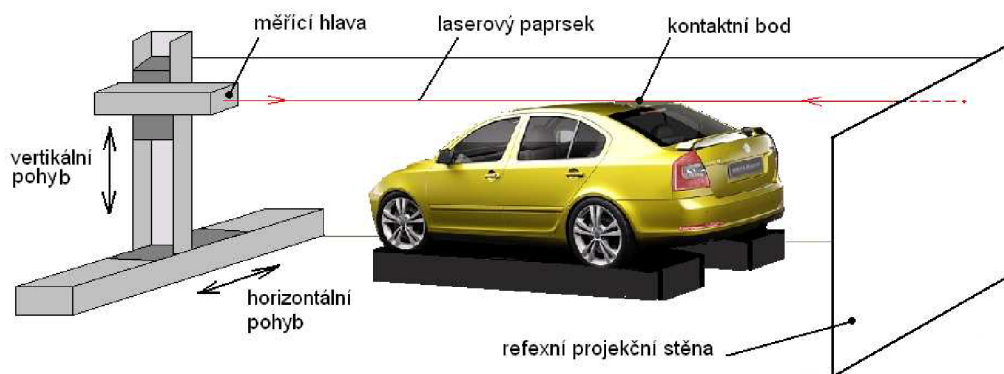 měřící hlava
laserový paprsek
kontaktní bod
vertikální
pohyb
horizontální
pohyb
refexní projekční stěna